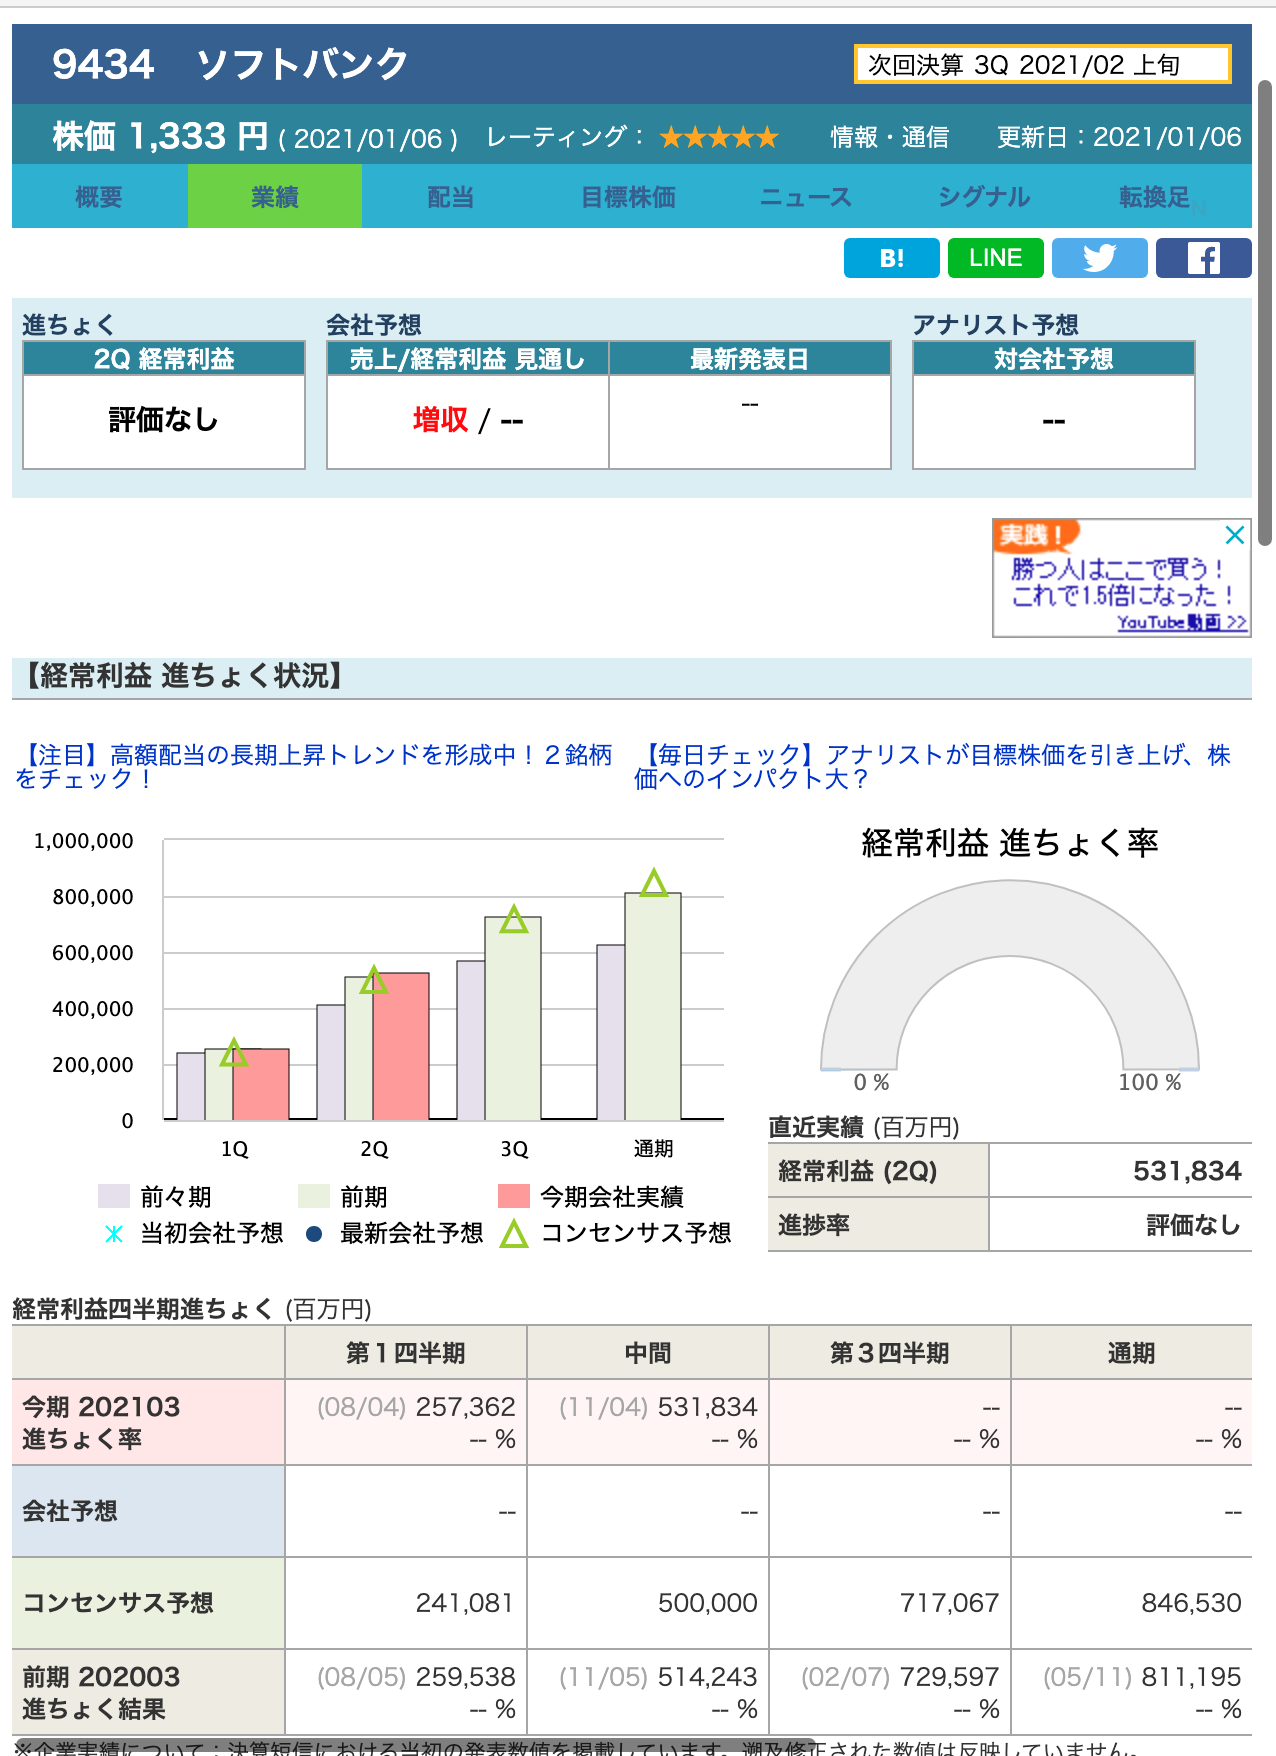 9434　ソフトバンク
次回決算 3Q 2021/02 上旬
株価 1,333 円 ( 2021/01/06 )　レーティング： ★★★★★　情報・通信　更新日：2021/01/06
概要　業績　配当　目標株価　ニュース　シグナル　転換足
B!　LINE
進ちょく　会社予想　アナリスト予想
2Q 経常利益　売上/経常利益 見通し　最新発表日　対会社予想
評価なし　増収 / --　--　--
実践！
勝つ人はここで買う！
これで1.5倍になった！
YouTube動画 >>
【経常利益 進ちょく状況】
【注目】高額配当の長期上昇トレンドを形成中！２銘柄をチェック！
【毎日チェック】アナリストが目標株価を引き上げ、株価へのインパクト大？
1,000,000
800,000
600,000
400,000
200,000
0
1Q　2Q　3Q　通期
前々期　前期　今期会社実績
当初会社予想　最新会社予想　コンセンサス予想
経常利益 進ちょく率
0 %　100 %
直近実績 (百万円)
経常利益 (2Q)　531,834
進捗率　評価なし
経常利益四半期進ちょく (百万円)
第１四半期　中間　第３四半期　通期
今期 202103　(08/04) 257,362　(11/04) 531,834　--　--
進ちょく率　-- %　-- %　-- %　-- %
会社予想　--　--　--　--
コンセンサス予想　241,081　500,000　717,067　846,530
前期 202003　(08/05) 259,538　(11/05) 514,243　(02/07) 729,597　(05/11) 811,195
進ちょく結果　-- %　-- %　-- %　-- %
※企業実績について：決算短信における当初の発表数値を掲載しています。遡及修正された数値は反映していません。